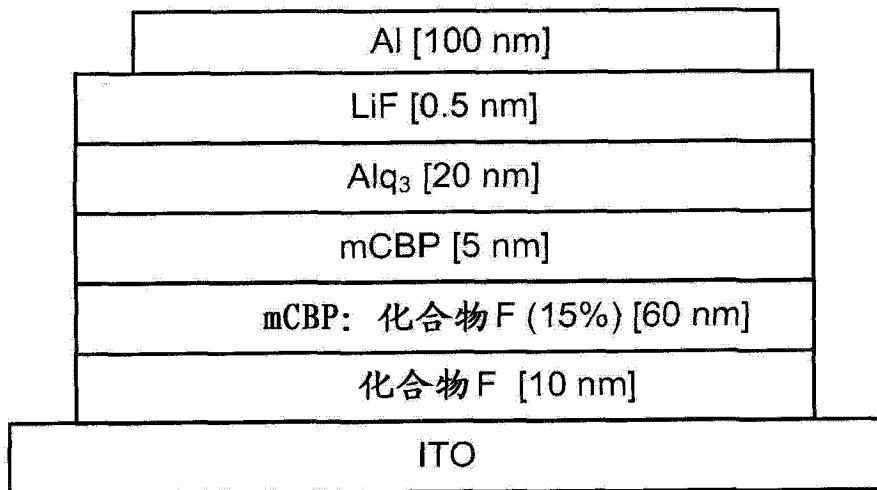 Al [100 nm]
LiF [0.5 nm]
Alq₃ [20 nm]
mCBP [5 nm]
mCBP: 化合物F (15%) [60 nm]
化合物F [10 nm]
ITO